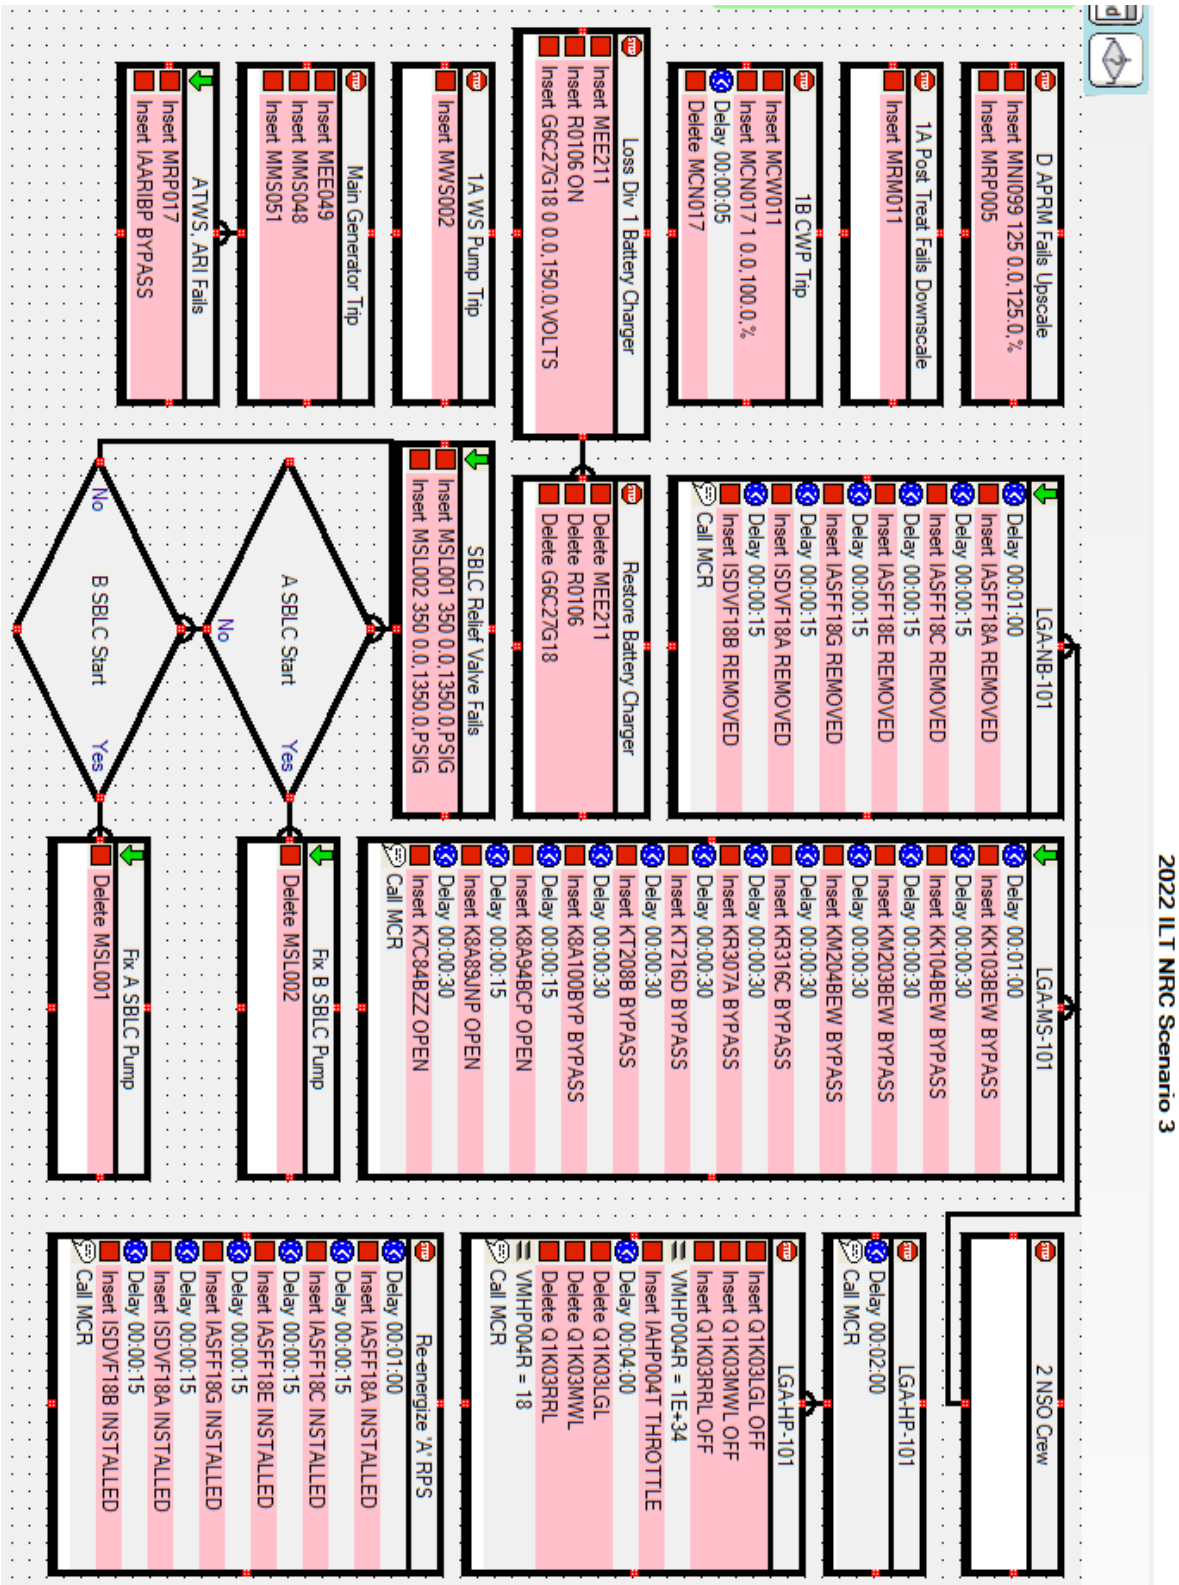 2022 ILT NRC Scenario 3
D APRM Fails Upscale
Insert MNI099 125 0.0,125.0,%
Insert MRP005
1A Post Treat Fails Downscale
Insert MRM011
1B CWP Trip
Insert MCW011
Insert MCN017 1 0.0,100.0,%
Delay 00:00:05
Delete MCN017
Loss Div 1 Battery Charger
Insert MEE211
Insert R0106 ON
Insert G6C27G18 0 0.0,150.0,VOLTS
1A WS Pump Trip
Insert MWS002
Main Generator Trip
Insert MEE049
Insert MMS048
Insert MMS051
ATWS. ARI Fails
Insert MRP017
Insert IAARIBP BYPASS
LGA-NB-101
Delay 00:01:00
Insert IASFF18A REMOVED
Delay 00:00:15
Insert IASFF18C REMOVED
Delay 00:00:15
Insert IASFF18E REMOVED
Delay 00:00:15
Insert IASFF18G REMOVED
Delay 00:00:15
Insert ISDVF18A REMOVED
Delay 00:00:15
Insert ISDVF18B REMOVED
Call MCR
Restore Battery Charger
Delete MEE211
Delete R0106
Delete G6C27G18
SBLC Relief Valve Fails
Insert MSL001 350 0.0,1350.0,PSIG
Insert MSL002 350 0.0,1350.0,PSIG
A SBLC Start
Yes
No
B SBLC Start
No
Yes
LGA-MS-101
Delay 00:01:00
Insert KK103BEW BYPASS
Delay 00:00:30
Insert KK104BEW BYPASS
Delay 00:00:30
Insert KM203BEW BYPASS
Delay 00:00:30
Insert KM204BEW BYPASS
Delay 00:00:30
Insert KR316C BYPASS
Delay 00:00:30
Insert KR307A BYPASS
Delay 00:00:30
Insert KT216D BYPASS
Delay 00:00:30
Insert KT208B BYPASS
Delay 00:00:30
Insert K8A100BYP BYPASS
Delay 00:00:15
Insert K8A94BCP OPEN
Delay 00:00:15
Insert K8A89JNP OPEN
Delay 00:00:30
Insert K7C84BZZ OPEN
Call MCR
Fix B SBLC Pump
Delete MSL002
Fix A SBLC Pump
Delete MSL001
2 NSO Crew
LGA-HP-101
Delay 00:02:00
Call MCR
LGA-HP-101
Insert Q1K03LGL OFF
Insert Q1K03MWL OFF
Insert Q1K03RRL OFF
VMHP004R = 1E+34
Insert IAHP004T THROTTLE
Delay 00:04:00
Delete Q1K03LGL
Delete Q1K03MWL
Delete Q1K03RRL
VMHP004R = 18
Call MCR
Re-energize 'A' RPS
Delay 00:01:00
Insert IASFF18A INSTALLED
Delay 00:00:15
Insert IASFF18C INSTALLED
Delay 00:00:15
Insert IASFF18E INSTALLED
Delay 00:00:15
Insert IASFF18G INSTALLED
Delay 00:00:15
Insert ISDVF18A INSTALLED
Delay 00:00:15
Insert ISDVF18B INSTALLED
Call MCR